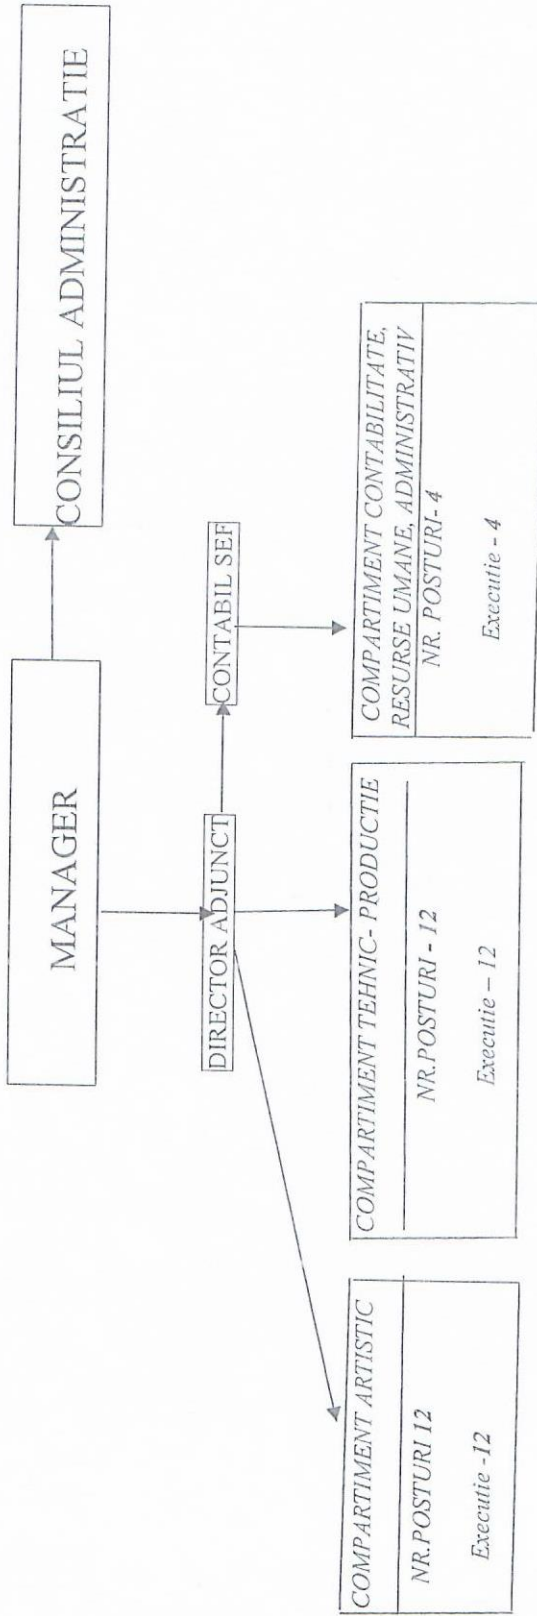 MANAGER
CONSILIUL ADMINISTRATIE
DIRECTOR ADJUNCT
CONTABIL SEF
COMPARTIMENT ARTISTIC
NR.POSTURI 12
Executie -12
COMPARTIMENT TEHNIC- PRODUCTIE
NR.POSTURI - 12
Executie – 12
COMPARTIMENT CONTABILITATE,
RESURSE UMANE, ADMINISTRATIV
NR. POSTURI- 4
Executie - 4